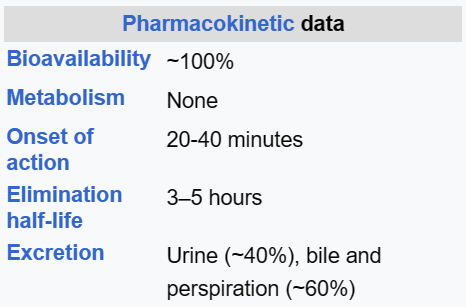 Pharmacokinetic data
Bioavailability ~100%
Metabolism None
Onset of action 20-40 minutes
Elimination half-life 3–5 hours
Excretion Urine (~40%), bile and
perspiration (~60%)